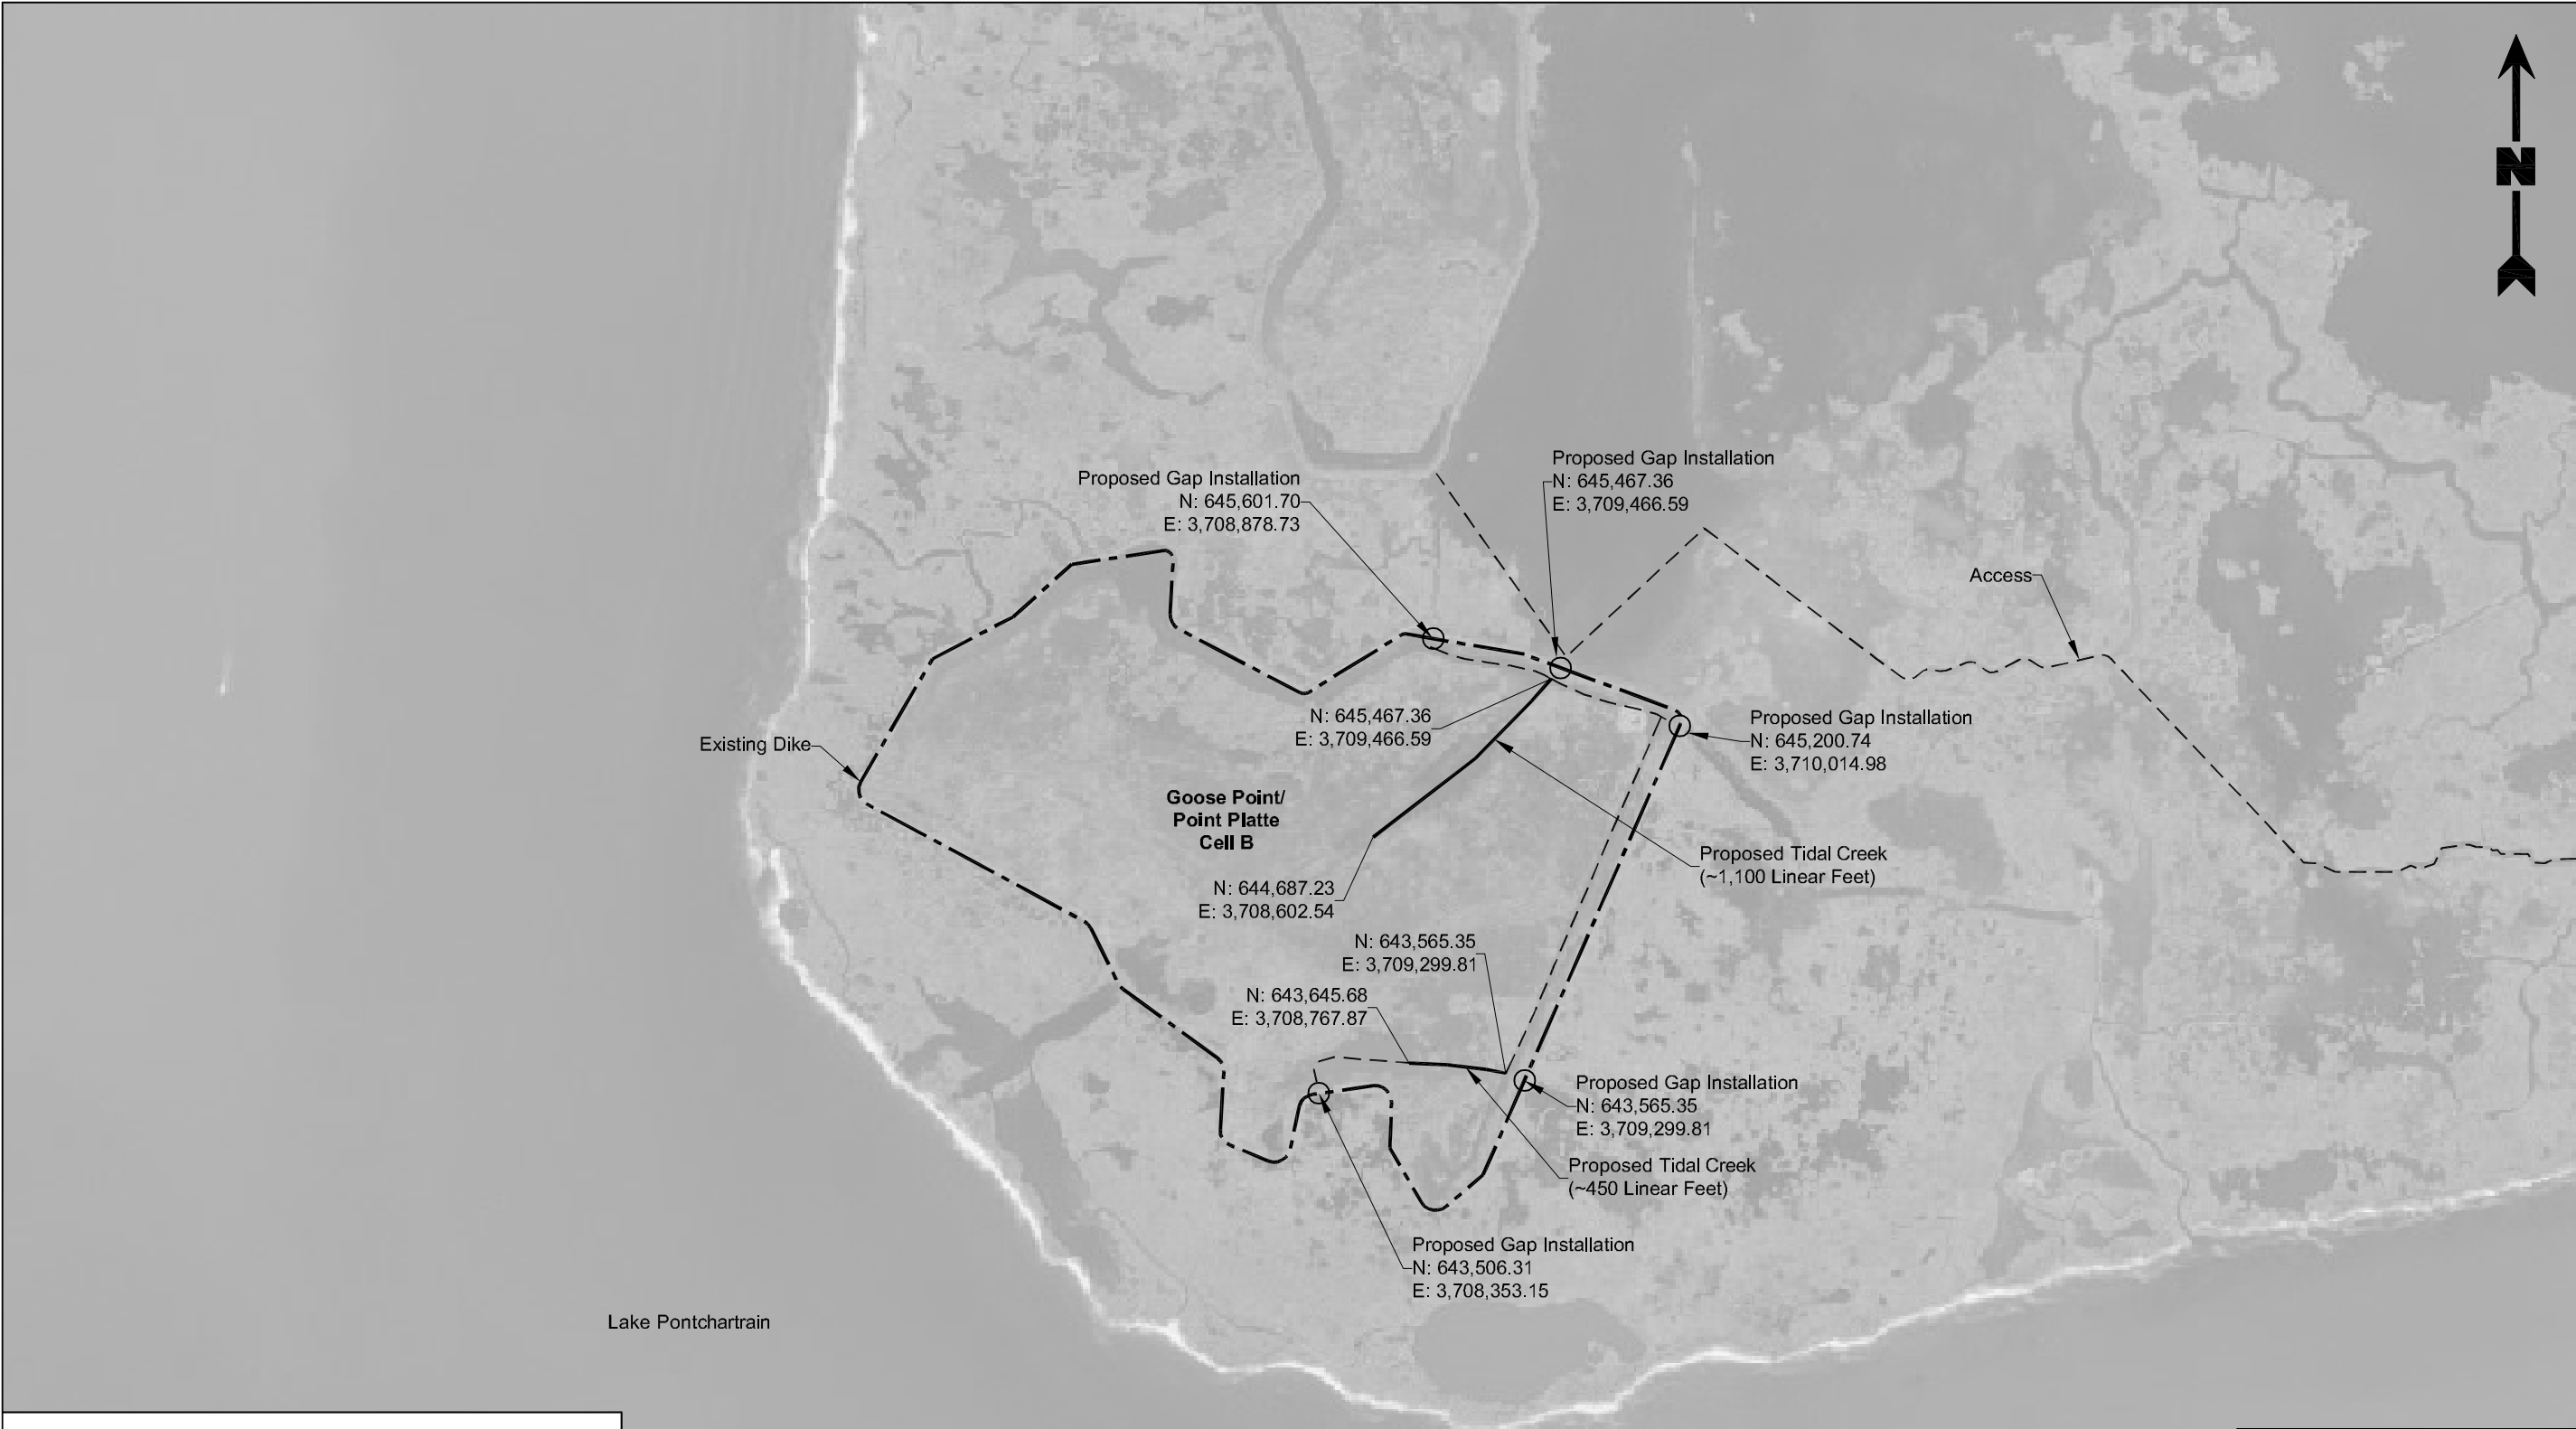 N
Proposed Gap Installation
N: 645,467.36
E: 3,709,466.59
Proposed Gap Installation
N: 645,601.70
E: 3,708,878.73
Access
N: 645,467.36
E: 3,709,466.59
Proposed Gap Installation
N: 645,200.74
E: 3,710,014.98
Existing Dike
Goose Point/
Point Platte
Cell B
Proposed Tidal Creek
(~1,100 Linear Feet)
N: 644,687.23
E: 3,708,602.54
N: 643,565.35
E: 3,709,299.81
N: 643,645.68
E: 3,708,767.87
Proposed Gap Installation
N: 643,565.35
E: 3,709,299.81
Proposed Tidal Creek
(~450 Linear Feet)
Proposed Gap Installation
N: 643,506.31
E: 3,708,353.15
Lake Pontchartrain